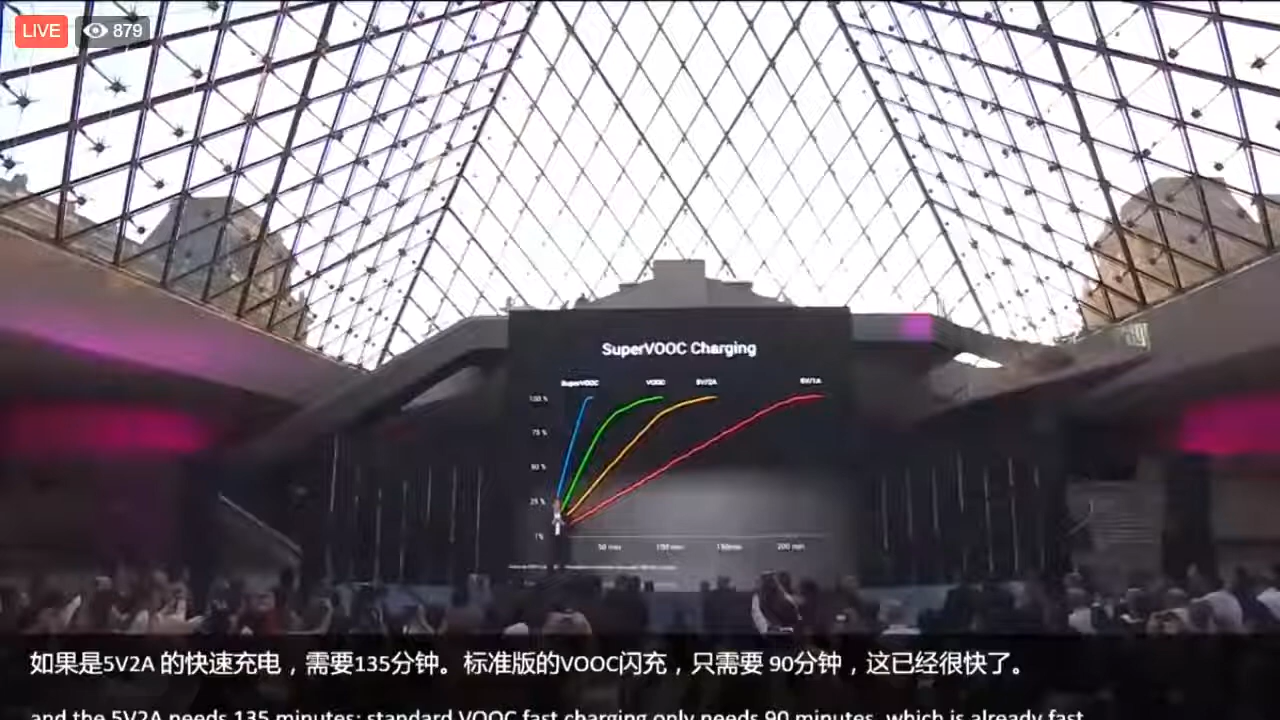 LIVE
879
SuperVOOC Charging
SuperVOOC VOOC 5V/2A 5V/1A
100 %
75 %
50 %
25 %
1%
50 min 100 min 150min 200 min
如果是5V2A 的快速充电，需要135分钟。标准版的VOOC闪充，只需要 90分钟，这已经很快了。
and the 5V2A needs 135 minutes; standard VOOC fast charging only needs 90 minutes, which is already fast